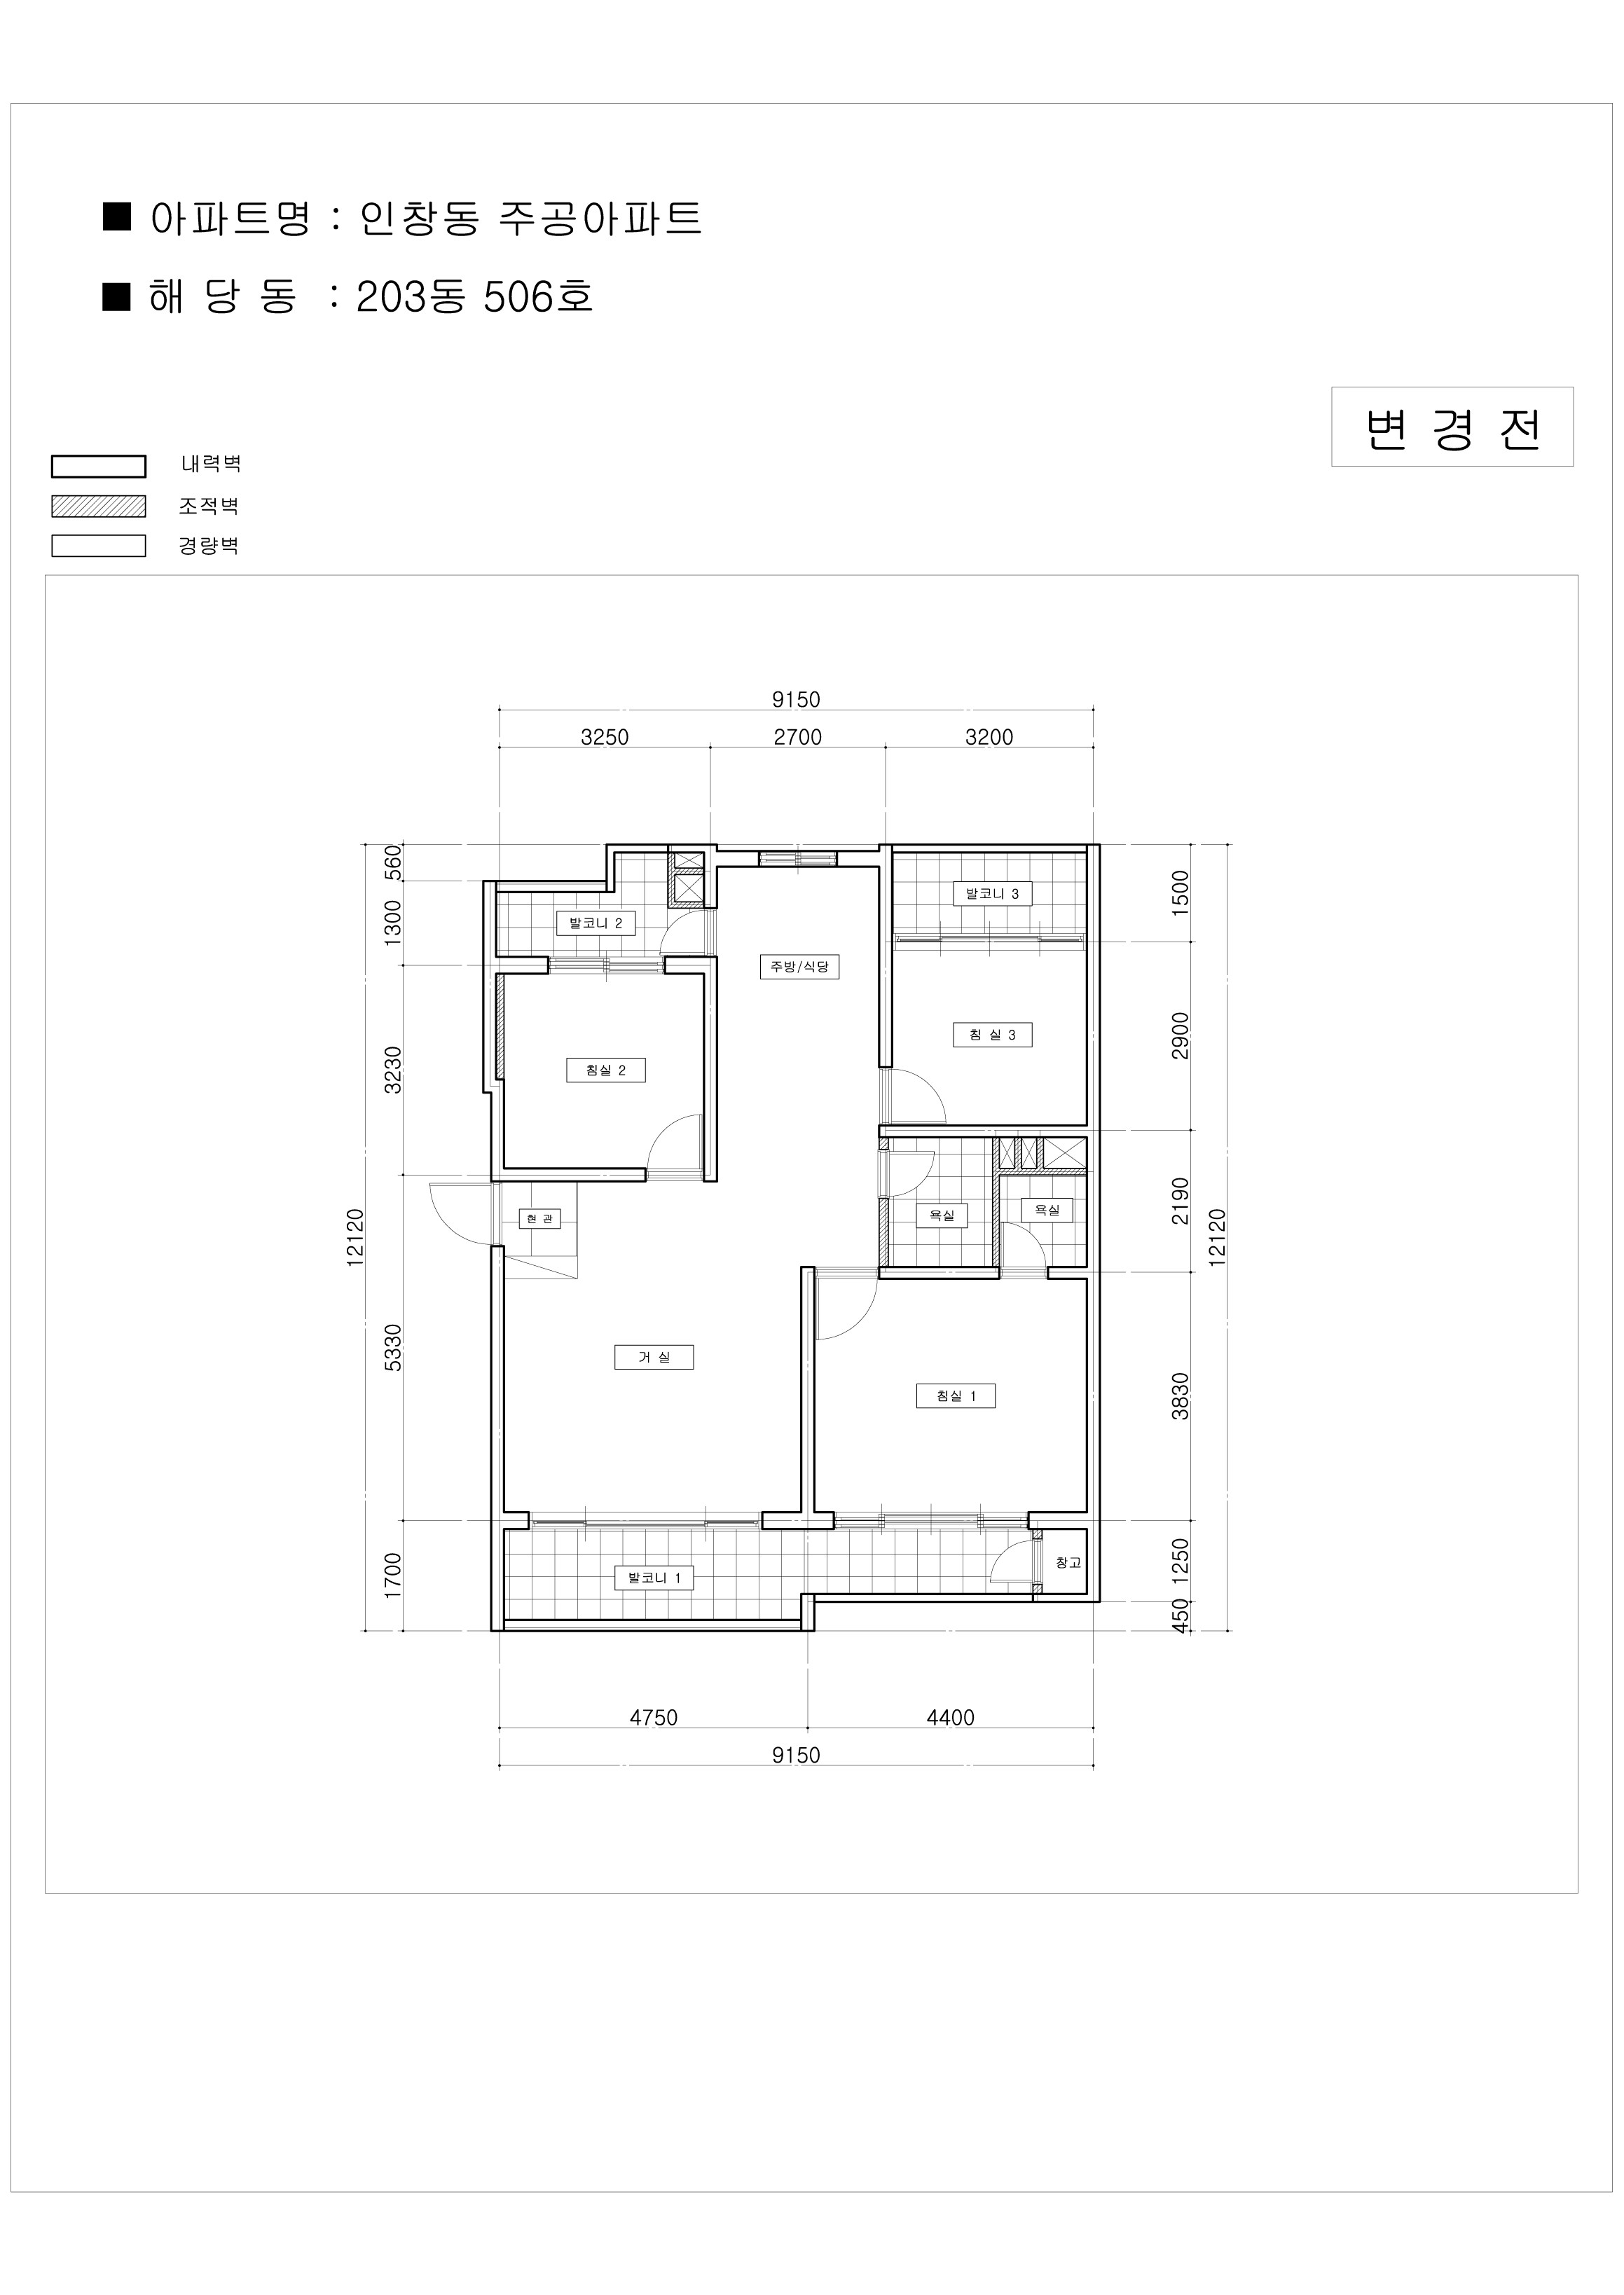 ■ 아파트명 : 인창동 주공아파트
■ 해 당 동 : 203동 506호
변 경 전
내력벽
조적벽
경량벽
9150
3250 2700 3200
560
1300
3230
5330
1700
12120
1500
2900
2190
3830
1250
450
12120
발코니 2
발코니 3
주방/식당
침 실 3
침실 2
현 관
욕실
욕실
거 실
침실 1
발코니 1
창고
4750 4400
9150